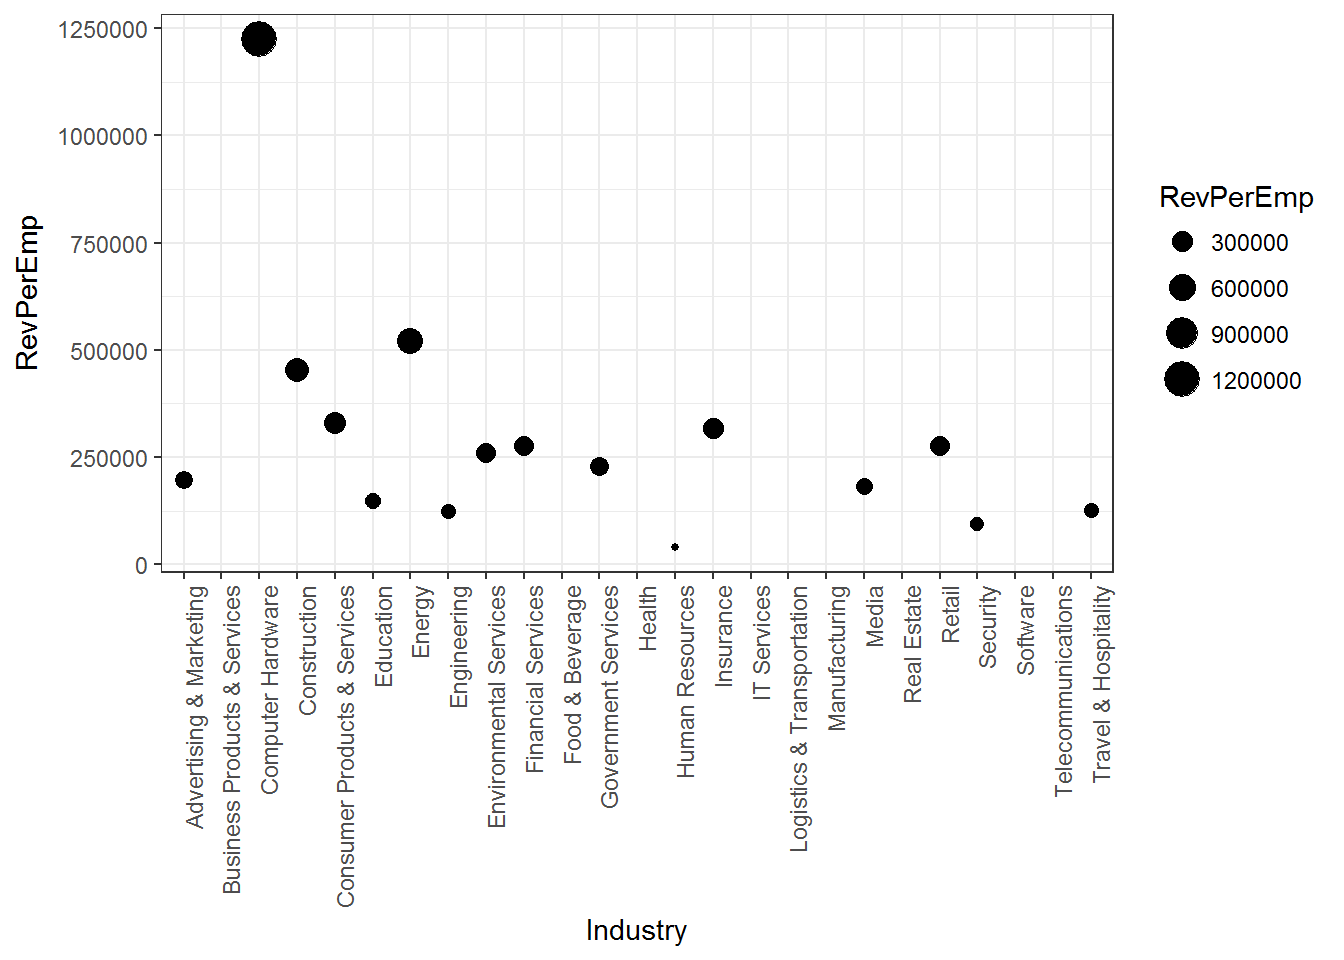 1250000
1000000
750000
500000
250000
0
RevPerEmp
Advertising & Marketing
Business Products & Services
Computer Hardware
Construction
Consumer Products & Services
Education
Energy
Engineering
Environmental Services
Financial Services
Food & Beverage
Government Services
Health
Human Resources
Insurance
IT Services
Logistics & Transportation
Manufacturing
Media
Real Estate
Retail
Security
Software
Telecommunications
Travel & Hospitality
Industry
RevPerEmp
300000
600000
900000
1200000